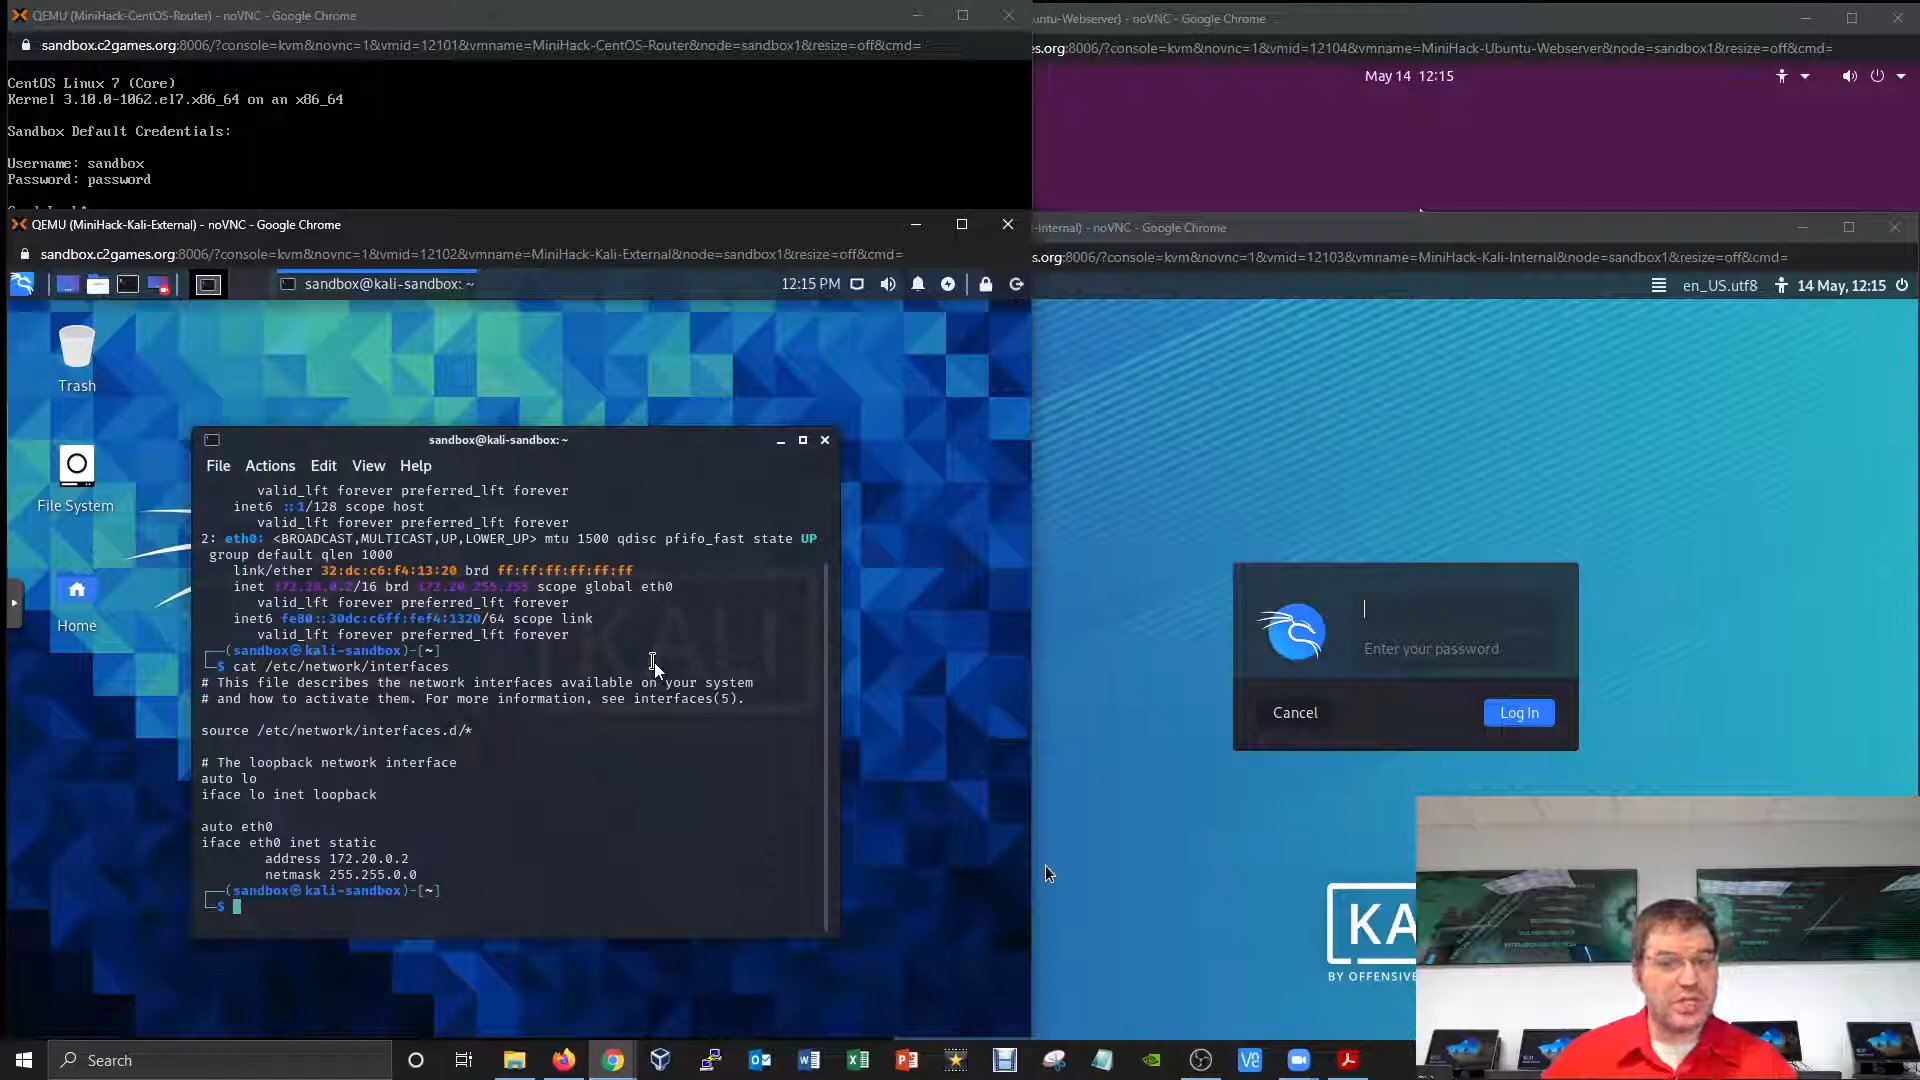 QEMU (MiniHack-CentOS-Router) - noVNC - Google Chrome
sandbox.c2games.org:8006/?console=kvm&novnc=1&vmid=12101&vmname=MiniHack-CentOS-Router&node=sandbox1&resize=off&cmd=
CentOS Linux 7 (Core)
Kernel 3.10.0-1062.el7.x86_64 on an x86_64
Sandbox Default Credentials:
Username: sandbox
Password: password
untu-Webserver) - noVNC - Google Chrome
es.org:8006/?console=kvm&novnc=1&vmid=12104&vmname=MiniHack-Ubuntu-Webserver&node=sandbox1&resize=off&cmd=
May 14 12:15
QEMU (MiniHack-Kali-External) - noVNC - Google Chrome
sandbox.c2games.org:8006/?console=kvm&novnc=1&vmid=12102&vmname=MiniHack-Kali-External&node=sandbox1&resize=off&cmd=
sandbox@kali-sandbox: ~
12:15 PM
-Internal) - noVNC - Google Chrome
es.org:8006/?console=kvm&novnc=1&vmid=12103&vmname=MiniHack-Kali-Internal&node=sandbox1&resize=off&cmd=
en_US.utf8
14 May, 12:15
Trash
File System
Home
sandbox@kali-sandbox: ~
File Actions Edit View Help
valid_lft forever preferred_lft forever
inet6 ::1/128 scope host
valid_lft forever preferred_lft forever
2: eth0: <BROADCAST,MULTICAST,UP,LOWER_UP> mtu 1500 qdisc pfifo_fast state UP
group default qlen 1000
link/ether 32:dc:c6:f4:13:20 brd ff:ff:ff:ff:ff:ff
inet 172.20.0.2/16 brd 172.20.255.255 scope global eth0
valid_lft forever preferred_lft forever
inet6 fe80::30dc:c6ff:fef4:1320/64 scope link
valid_lft forever preferred_lft forever
┌──(sandbox㉿kali-sandbox)-[~]
└─$ cat /etc/network/interfaces
# This file describes the network interfaces available on your system
# and how to activate them. For more information, see interfaces(5).
source /etc/network/interfaces.d/*
# The loopback network interface
auto lo
iface lo inet loopback
auto eth0
iface eth0 inet static
address 172.20.0.2
netmask 255.255.0.0
┌──(sandbox㉿kali-sandbox)-[~]
└─$
Enter your password
Cancel
Log In
KA
BY OFFENSIVE
Search